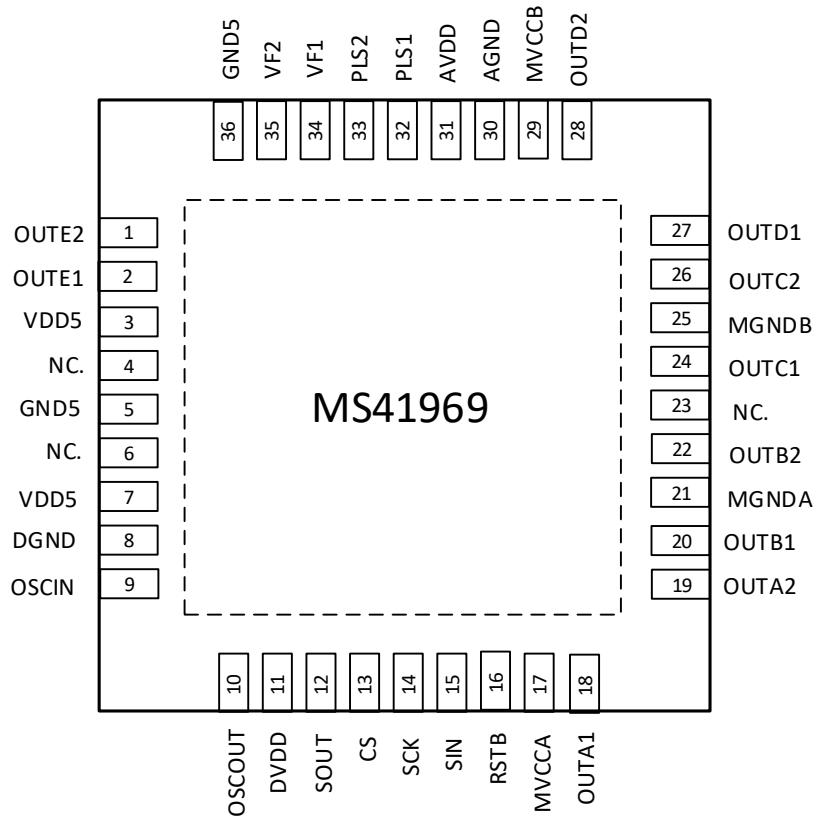 GND5 VF2 VF1 PLS2 PLS1 AVDD AGND MVCCB OUTD2
36 35 34 33 32 31 30 29 28
OUTE2 1
OUTE1 2
VDD5 3
NC. 4
GND5 5
NC. 6
VDD5 7
DGND 8
OSCIN 9
MS41969
27 OUTD1
26 OUTC2
25 MGNDB
24 OUTC1
23 NC.
22 OUTB2
21 MGNDA
20 OUTB1
19 OUTA2
10 11 12 13 14 15 16 17 18
OSCOUT DVDD SOUT CS SCK SIN RSTB MVCCA OUTA1